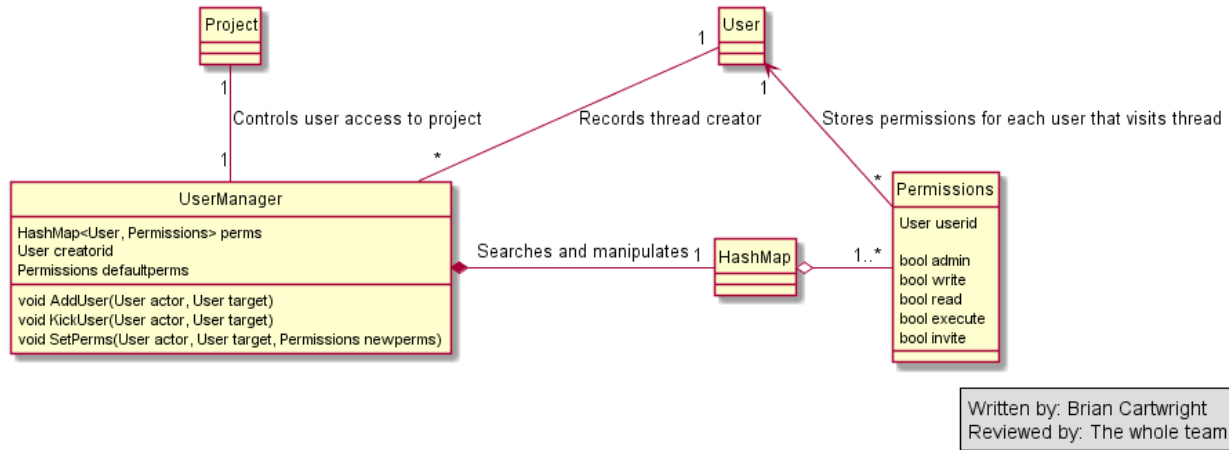 Project
User
1
1
1
Controls user access to project
Records thread creator
Stores permissions for each user that visits thread
1
*
*
UserManager
HashMap<User, Permissions> perms
User creatorid
Permissions defaultperms
void AddUser(User actor, User target)
void KickUser(User actor, User target)
void SetPerms(User actor, User target, Permissions newperms)
Searches and manipulates
1
HashMap
1..*
Permissions
User userid
bool admin
bool write
bool read
bool execute
bool invite
Written by: Brian Cartwright
Reviewed by: The whole team